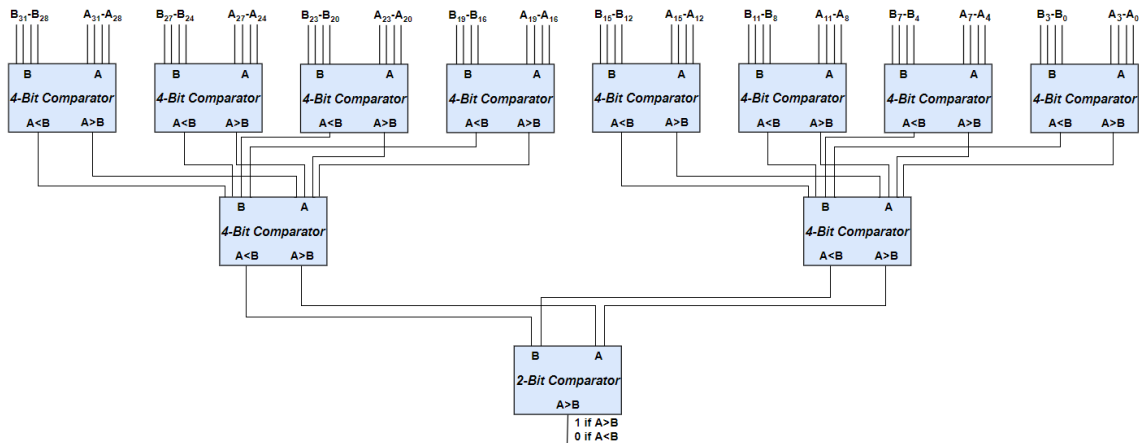 B31-B28 A31-A28 B27-B24 A27-A24 B23-B20 A23-A20 B19-B16 A19-A16 B15-B12 A15-A12 B11-B8 A11-A8 B7-B4 A7-A4 B3-B0 A3-A0
B A B A B A B A B A B A B A B A
4-Bit Comparator 4-Bit Comparator 4-Bit Comparator 4-Bit Comparator 4-Bit Comparator 4-Bit Comparator 4-Bit Comparator 4-Bit Comparator
A<B A>B A<B A>B A<B A>B A<B A>B A<B A>B A<B A>B A<B A>B A<B A>B
B A B A
4-Bit Comparator 4-Bit Comparator
A<B A>B A<B A>B
B A
2-Bit Comparator
A>B
1 if A>B
0 if A<B